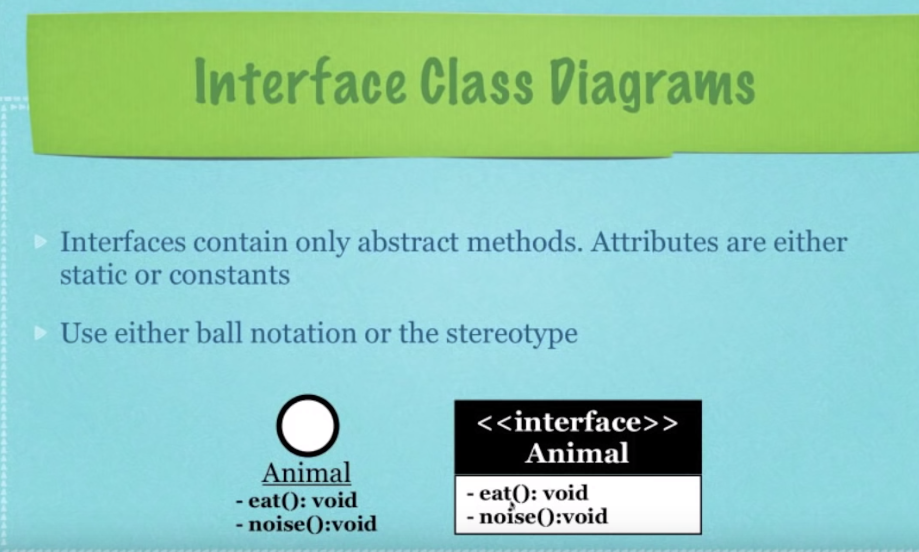 Interface Class Diagrams
Interfaces contain only abstract methods. Attributes are either
static or constants
Use either ball notation or the stereotype
Animal
- eat(): void
- noise():void
<<interface>>
Animal
- eat(): void
- noise():void